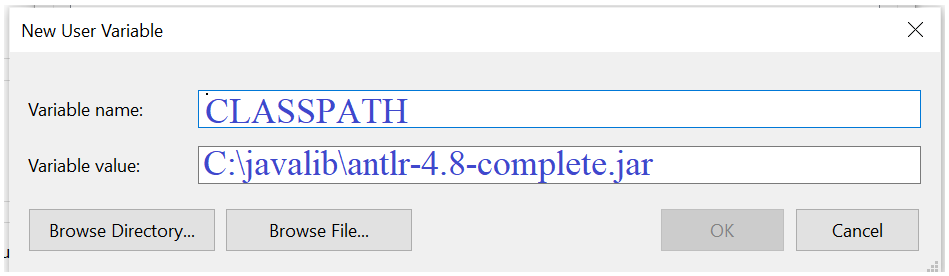 New User Variable
Variable name: CLASSPATH
Variable value: C:\javalib\antlr-4.8-complete.jar
Browse Directory... Browse File... OK Cancel